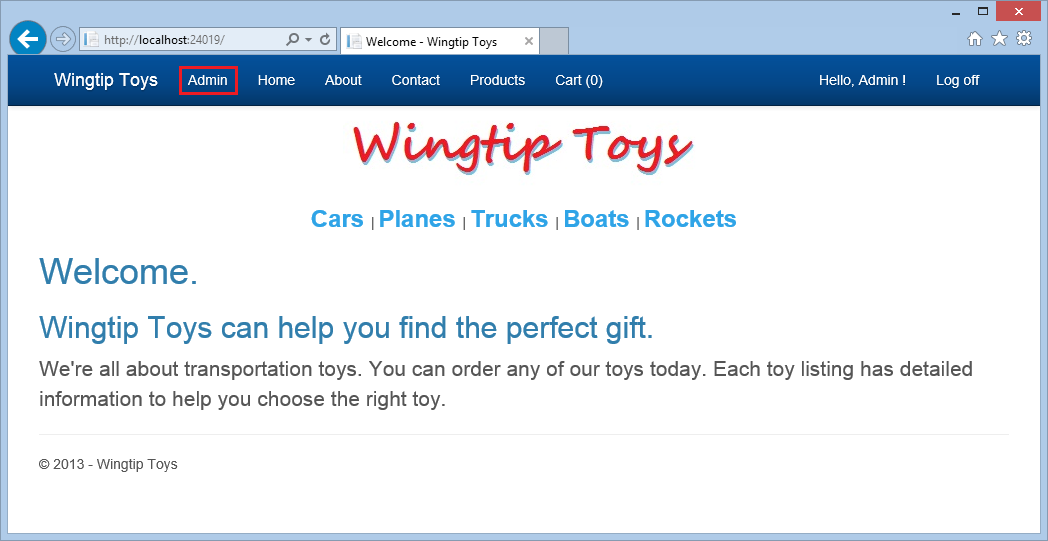 http://localhost:24019/
Welcome - Wingtip Toys
Wingtip Toys Admin Home About Contact Products Cart (0) Hello, Admin ! Log off
Wingtip Toys
Cars | Planes | Trucks | Boats | Rockets
Welcome.
Wingtip Toys can help you find the perfect gift.
We're all about transportation toys. You can order any of our toys today. Each toy listing has detailed
information to help you choose the right toy.
© 2013 - Wingtip Toys